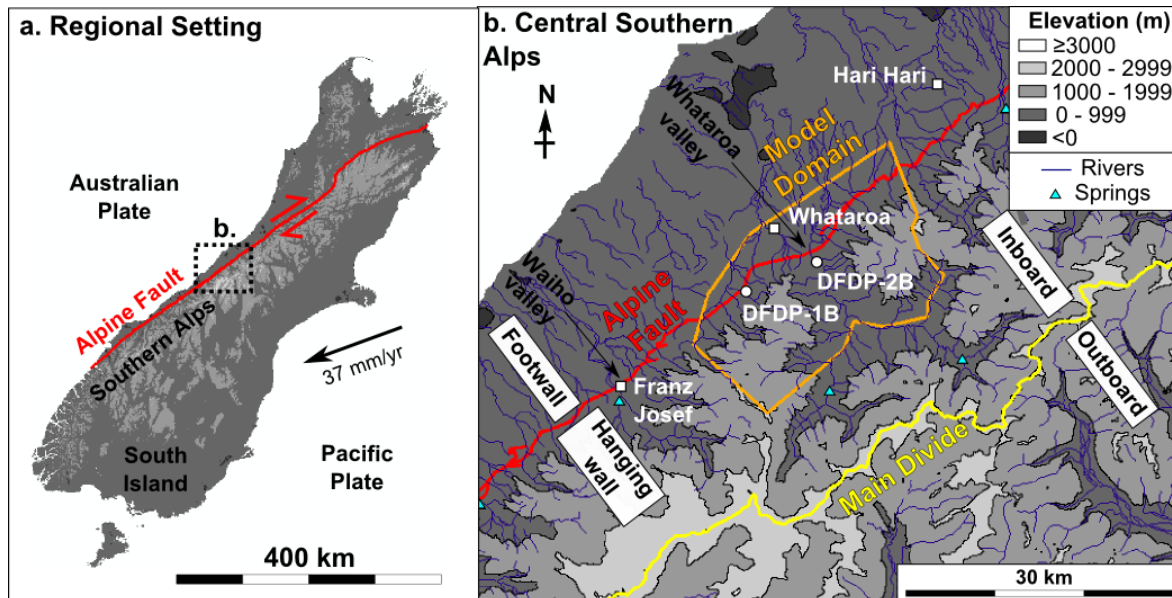 a. Regional Setting
Australian
Plate
b.
Alpine Fault
Southern Alps
37 mm/yr
South
Island
Pacific
Plate
400 km
b. Central Southern
Alps
N
Whataroa
valley
Hari Hari
Model
Domain
Whataroa
Waiho
valley
DFDP-2B
DFDP-1B
Alpine
Fault
Footwall
Hanging
wall
Franz
Josef
Inboard
Outboard
Main Divide
30 km
Elevation (m)
≥3000
2000 - 2999
1000 - 1999
0 - 999
<0
Rivers
Springs